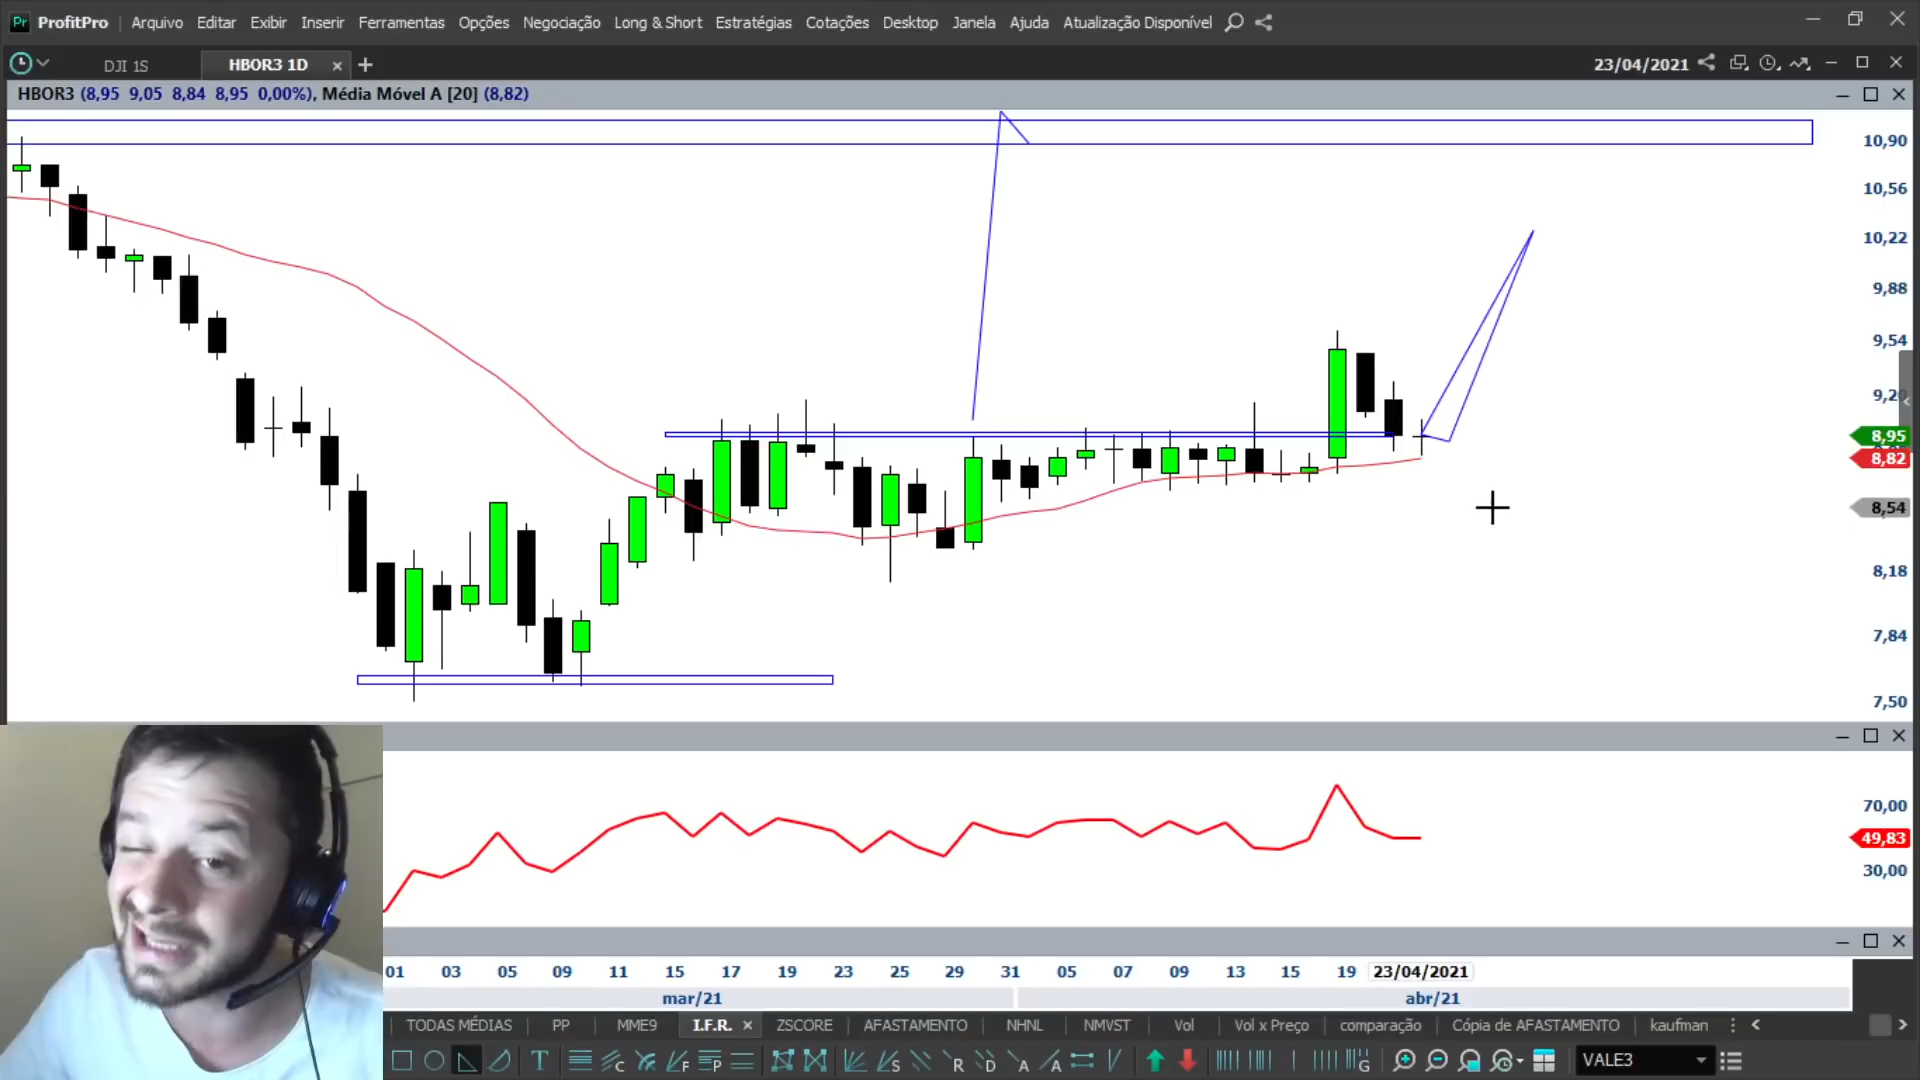 Pr ProfitPro Arquivo Editar Exibir Inserir Ferramentas Opções Negociação Long & Short Estratégias Cotações Desktop Janela Ajuda Atualização Disponível
DJI 1S HBOR3 1D 23/04/2021
HBOR3 (8,95 9,05 8,84 8,95 0,00%), Média Móvel A [20] (8,82)
10,90
10,56
10,22
9,88
9,54
8,95
8,82
8,54
8,18
7,84
7,50
70,00
49,83
30,00
01 03 05 09 11 15 17 19 23 25 29 31 05 07 09 13 15 19 23/04/2021
mar/21 abr/21
TODAS MÉDIAS PP MME9 I.F.R. ZSCORE AFASTAMENTO NHNL NMVST Vol Vol x Preço comparação Cópia de AFASTAMENTO kaufman
T C F P S R D A A G VALE3